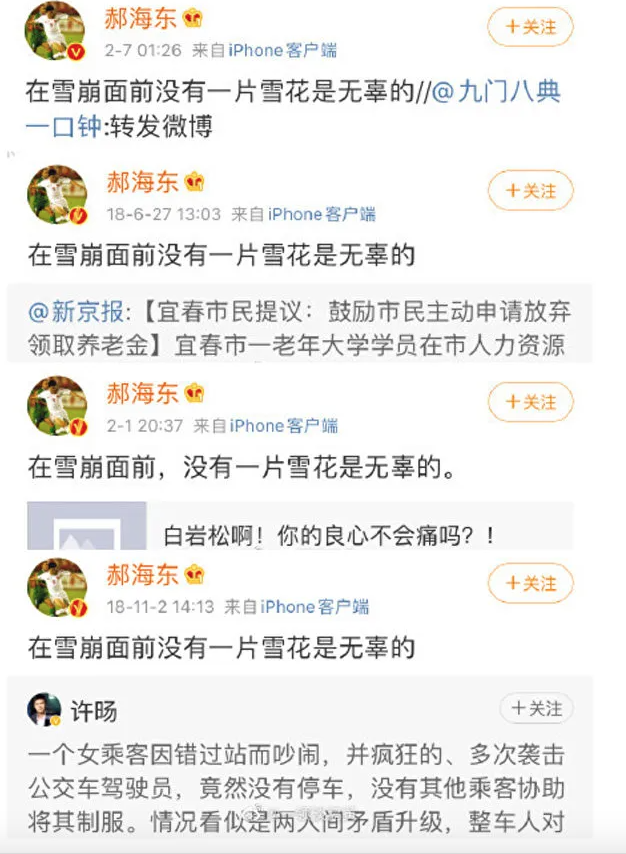 郝海东
+关注
2-7 01:26 来自iPhone客户端
在雪崩面前没有一片雪花是无辜的//@九门八典
一口钟:转发微博
郝海东
+关注
18-6-27 13:03 来自iPhone客户端
在雪崩面前没有一片雪花是无辜的
@新京报:【宜春市民提议：鼓励市民主动申请放弃
领取养老金】宜春市一老年大学学员在市人力资源
郝海东
+关注
2-1 20:37 来自iPhone客户端
在雪崩面前，没有一片雪花是无辜的。
白岩松啊！你的良心不会痛吗？！
郝海东
+关注
18-11-2 14:13 来自iPhone客户端
在雪崩面前没有一片雪花是无辜的
许旸
+关注
一个女乘客因错过站而吵闹，并疯狂的、多次袭击
公交车驾驶员，竟然没有停车，没有其他乘客协助
将其制服。情况看似是两人间矛盾升级，整车人对